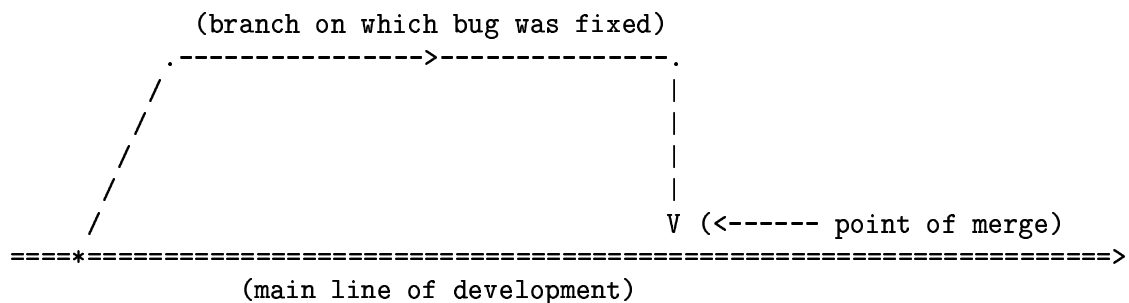 (branch on which bug was fixed)
.---------------->---------------.
/ |
/ |
/ |
/ |
/ V (<------ point of merge)
====*===================================================================>
(main line of development)